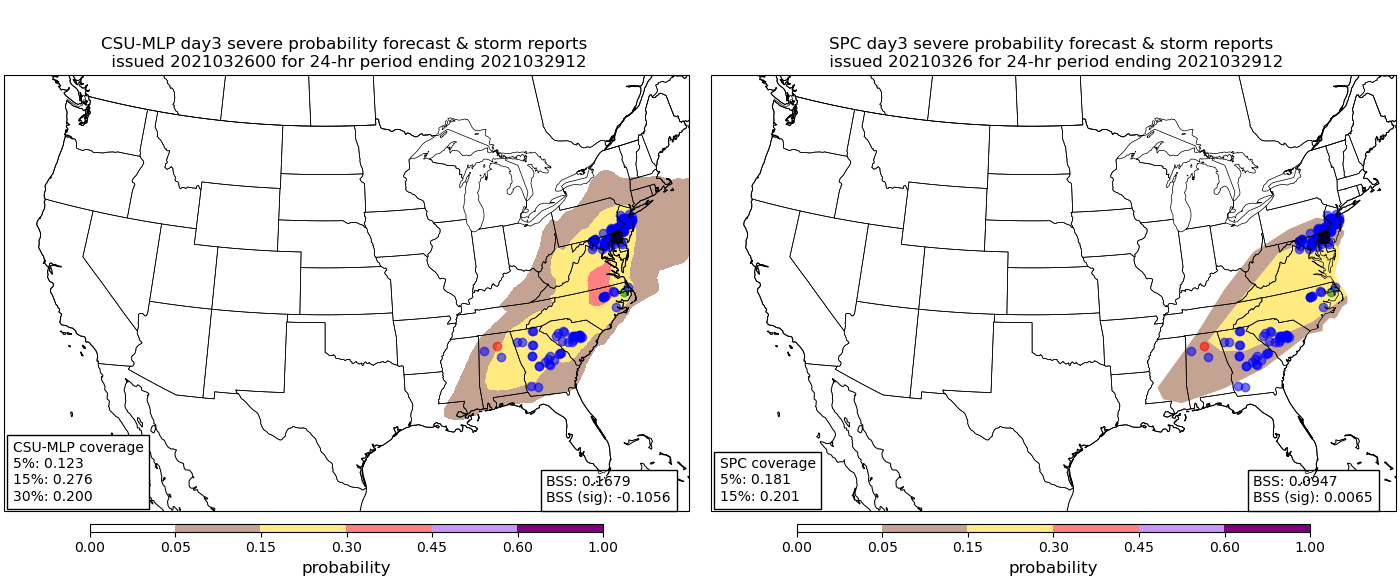 CSU-MLP day3 severe probability forecast & storm reports
issued 2021032600 for 24-hr period ending 2021032912
CSU-MLP coverage
5%: 0.123
15%: 0.276
30%: 0.200
BSS: 0.1679
BSS (sig): -0.1056
0.00 0.05 0.15 0.30 0.45 0.60 1.00
probability
SPC day3 severe probability forecast & storm reports
issued 20210326 for 24-hr period ending 2021032912
SPC coverage
5%: 0.181
15%: 0.201
BSS: 0.0947
BSS (sig): 0.0065
0.00 0.05 0.15 0.30 0.45 0.60 1.00
probability